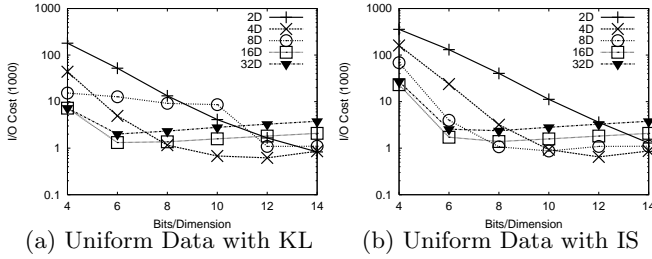 1000
100
10
1
0.1
I/O Cost (1000)
2D
4D
8D
16D
32D
4 6 8 10 12 14
Bits/Dimension
(a) Uniform Data with KL
1000
100
10
1
0.1
I/O Cost (1000)
2D
4D
8D
16D
32D
4 6 8 10 12 14
Bits/Dimension
(b) Uniform Data with IS